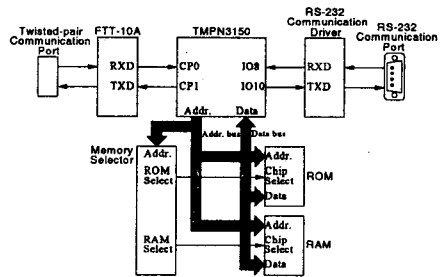 Twisted-pair
Communication
Port
FTT-10A
TMPN3150
RS-232
Communication
Driver
RS-232
Communication
Port
RXD
TXD
CP0
CP1
IO8
IO10
Addr.
Data
RXD
TXD
Addr. bus
Data bus
Memory
Selector
Addr.
ROM
Select
RAM
Select
Addr.
Chip
Select
Data
ROM
Addr.
Chip
Select
Data
RAM